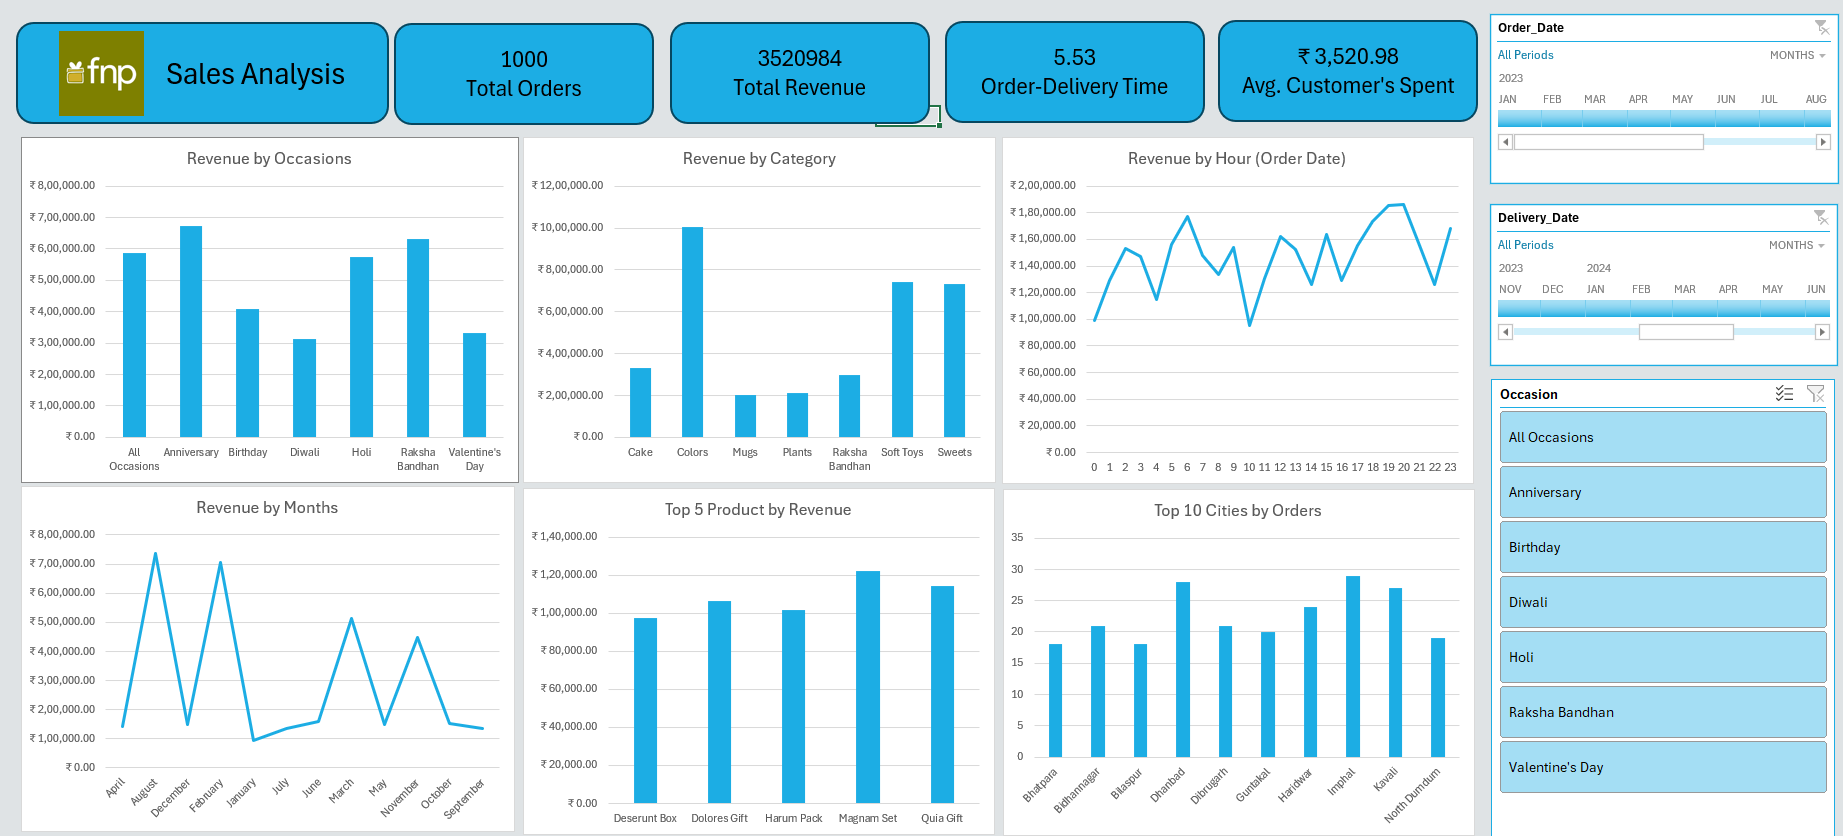 fnp
Sales Analysis
1000
Total Orders
3520984
Total Revenue
5.53
Order-Delivery Time
₹ 3,520.98
Avg. Customer's Spent
Order_Date
All Periods
MONTHS
2023
JAN FEB MAR APR MAY JUN JUL AUG
Delivery_Date
All Periods
MONTHS
2023 2024
NOV DEC JAN FEB MAR APR MAY JUN
Occasion
All Occasions
Anniversary
Birthday
Diwali
Holi
Raksha Bandhan
Valentine's Day
Revenue by Occasions
₹ 8,00,000.00
₹ 7,00,000.00
₹ 6,00,000.00
₹ 5,00,000.00
₹ 4,00,000.00
₹ 3,00,000.00
₹ 2,00,000.00
₹ 1,00,000.00
₹ 0.00
All Anniversary Birthday Diwali Holi Raksha Valentine's
Occasions Bandhan Day
Revenue by Category
₹ 12,00,000.00
₹ 10,00,000.00
₹ 8,00,000.00
₹ 6,00,000.00
₹ 4,00,000.00
₹ 2,00,000.00
₹ 0.00
Cake Colors Mugs Plants Raksha Soft Toys Sweets
Bandhan
Revenue by Hour (Order Date)
₹ 2,00,000.00
₹ 1,80,000.00
₹ 1,60,000.00
₹ 1,40,000.00
₹ 1,20,000.00
₹ 1,00,000.00
₹ 80,000.00
₹ 60,000.00
₹ 40,000.00
₹ 20,000.00
₹ 0.00
0 1 2 3 4 5 6 7 8 9 10 11 12 13 14 15 16 17 18 19 20 21 22 23
Revenue by Months
₹ 8,00,000.00
₹ 7,00,000.00
₹ 6,00,000.00
₹ 5,00,000.00
₹ 4,00,000.00
₹ 3,00,000.00
₹ 2,00,000.00
₹ 1,00,000.00
₹ 0.00
April August December February January July June March May November October September
Top 5 Product by Revenue
₹ 1,40,000.00
₹ 1,20,000.00
₹ 1,00,000.00
₹ 80,000.00
₹ 60,000.00
₹ 40,000.00
₹ 20,000.00
₹ 0.00
Deserunt Box Dolores Gift Harum Pack Magnam Set Quia Gift
Top 10 Cities by Orders
35
30
25
20
15
10
5
0
Bhatpara Bidhannagar Bilaspur Dhanbad Dibrugarh Guntakal Haridwar Imphal Kavali North Dumdum